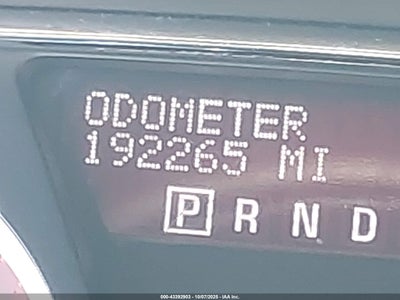 ODOMETER
192265 MI
P R N D
000-43392903 - 10/07/2025 - IAA Inc.